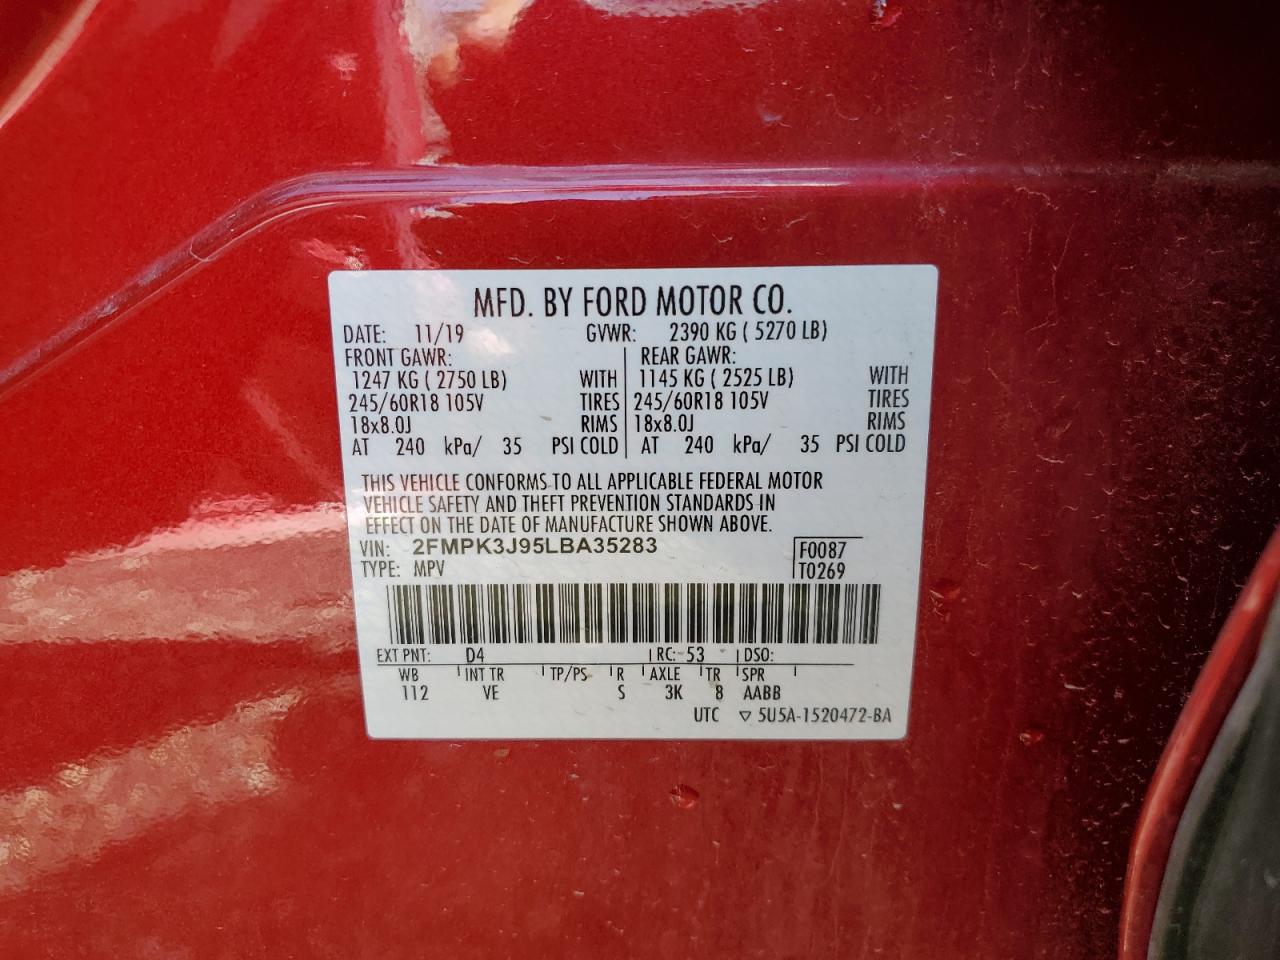 MFD. BY FORD MOTOR CO.
DATE: 11/19 GVWR: 2390 KG ( 5270 LB)
FRONT GAWR: REAR GAWR:
1247 KG ( 2750 LB) WITH 1145 KG ( 2525 LB) WITH
245/60R18 105V TIRES 245/60R18 105V TIRES
18x8.0J RIMS 18x8.0J RIMS
AT 240 kPa/ 35 PSI COLD AT 240 kPa/ 35 PSI COLD
THIS VEHICLE CONFORMS TO ALL APPLICABLE FEDERAL MOTOR
VEHICLE SAFETY AND THEFT PREVENTION STANDARDS IN
EFFECT ON THE DATE OF MANUFACTURE SHOWN ABOVE.
VIN: 2FMPK3J95LBA35283 F0087
TYPE: MPV T0269
EXT PNT: D4 RC: 53 DSO:
WB INT TR TP/PS R AXLE TR SPR
112 VE S 3K 8 AABB
UTC ▽ 5U5A-1520472-BA